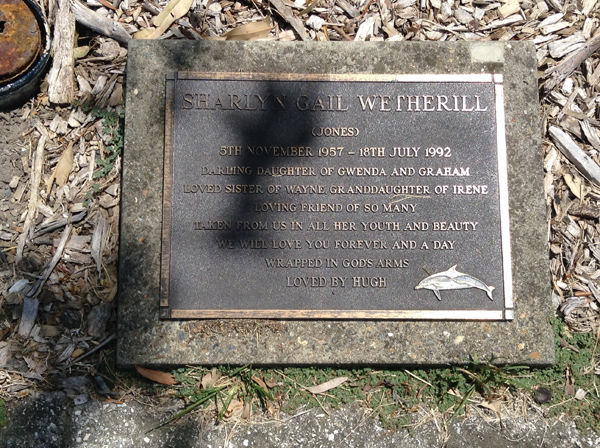 SHARLYN GAIL WETHERILL
(JONES)
5TH NOVEMBER 1957 – 18TH JULY 1992
DARLING DAUGHTER OF GWENDA AND GRAHAM
LOVED SISTER OF WAYNE, GRANDDAUGHTER OF IRENE
LOVING FRIEND OF SO MANY
TAKEN FROM US IN ALL HER YOUTH AND BEAUTY
WE WILL LOVE YOU FOREVER AND A DAY
WRAPPED IN GODS ARMS
LOVED BY HUGH